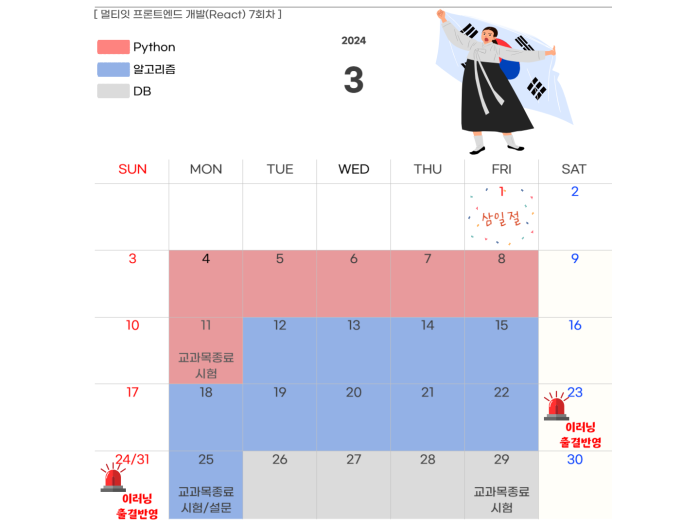 [ 멀티잇 프론트엔드 개발(React) 7회차 ]
Python
알고리즘
DB
2024
3
SUN MON TUE WED THU FRI SAT
1 2
삼일절
3 4 5 6 7 8 9
10 11 12 13 14 15 16
교과목종료
시험
17 18 19 20 21 22 23
이러닝
출결반영
24/31 25 26 27 28 29 30
이러닝
출결반영
교과목종료
시험/설문
교과목종료
시험